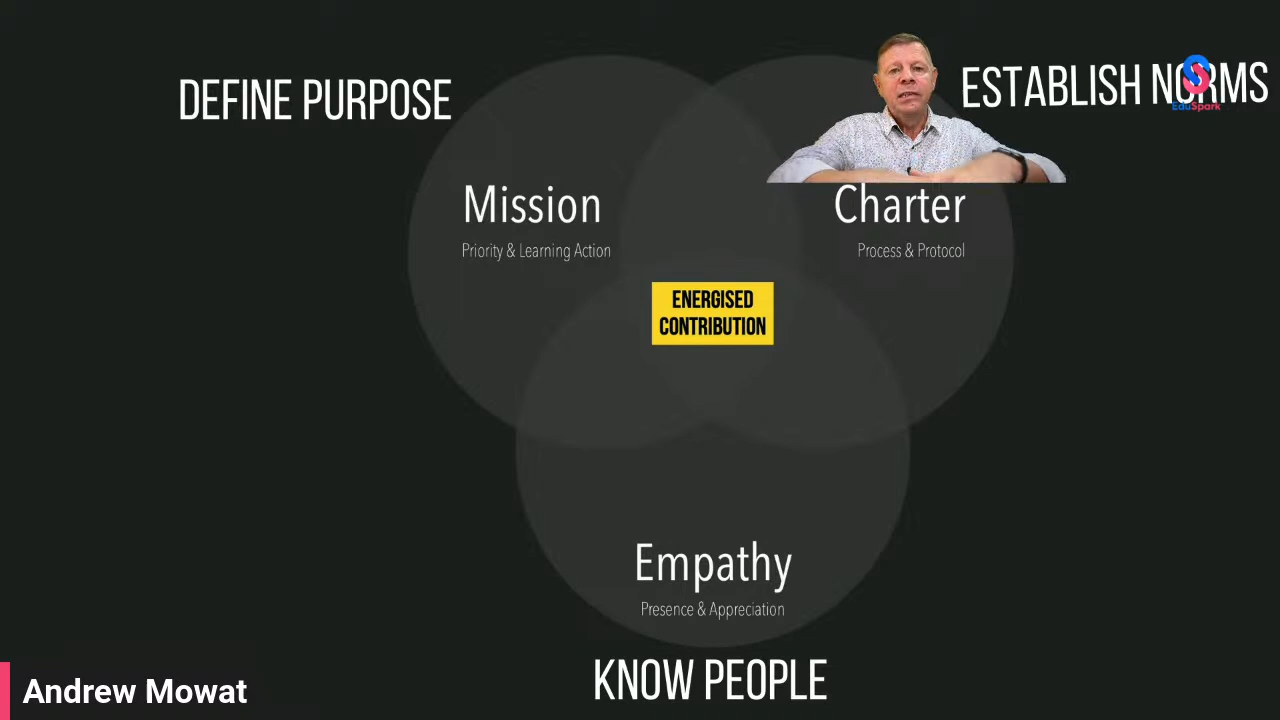 DEFINE PURPOSE
ESTABLISH NORMS
EduSpark
Mission
Priority & Learning Action
Charter
Process & Protocol
ENERGISED
CONTRIBUTION
Empathy
Presence & Appreciation
KNOW PEOPLE
Andrew Mowat